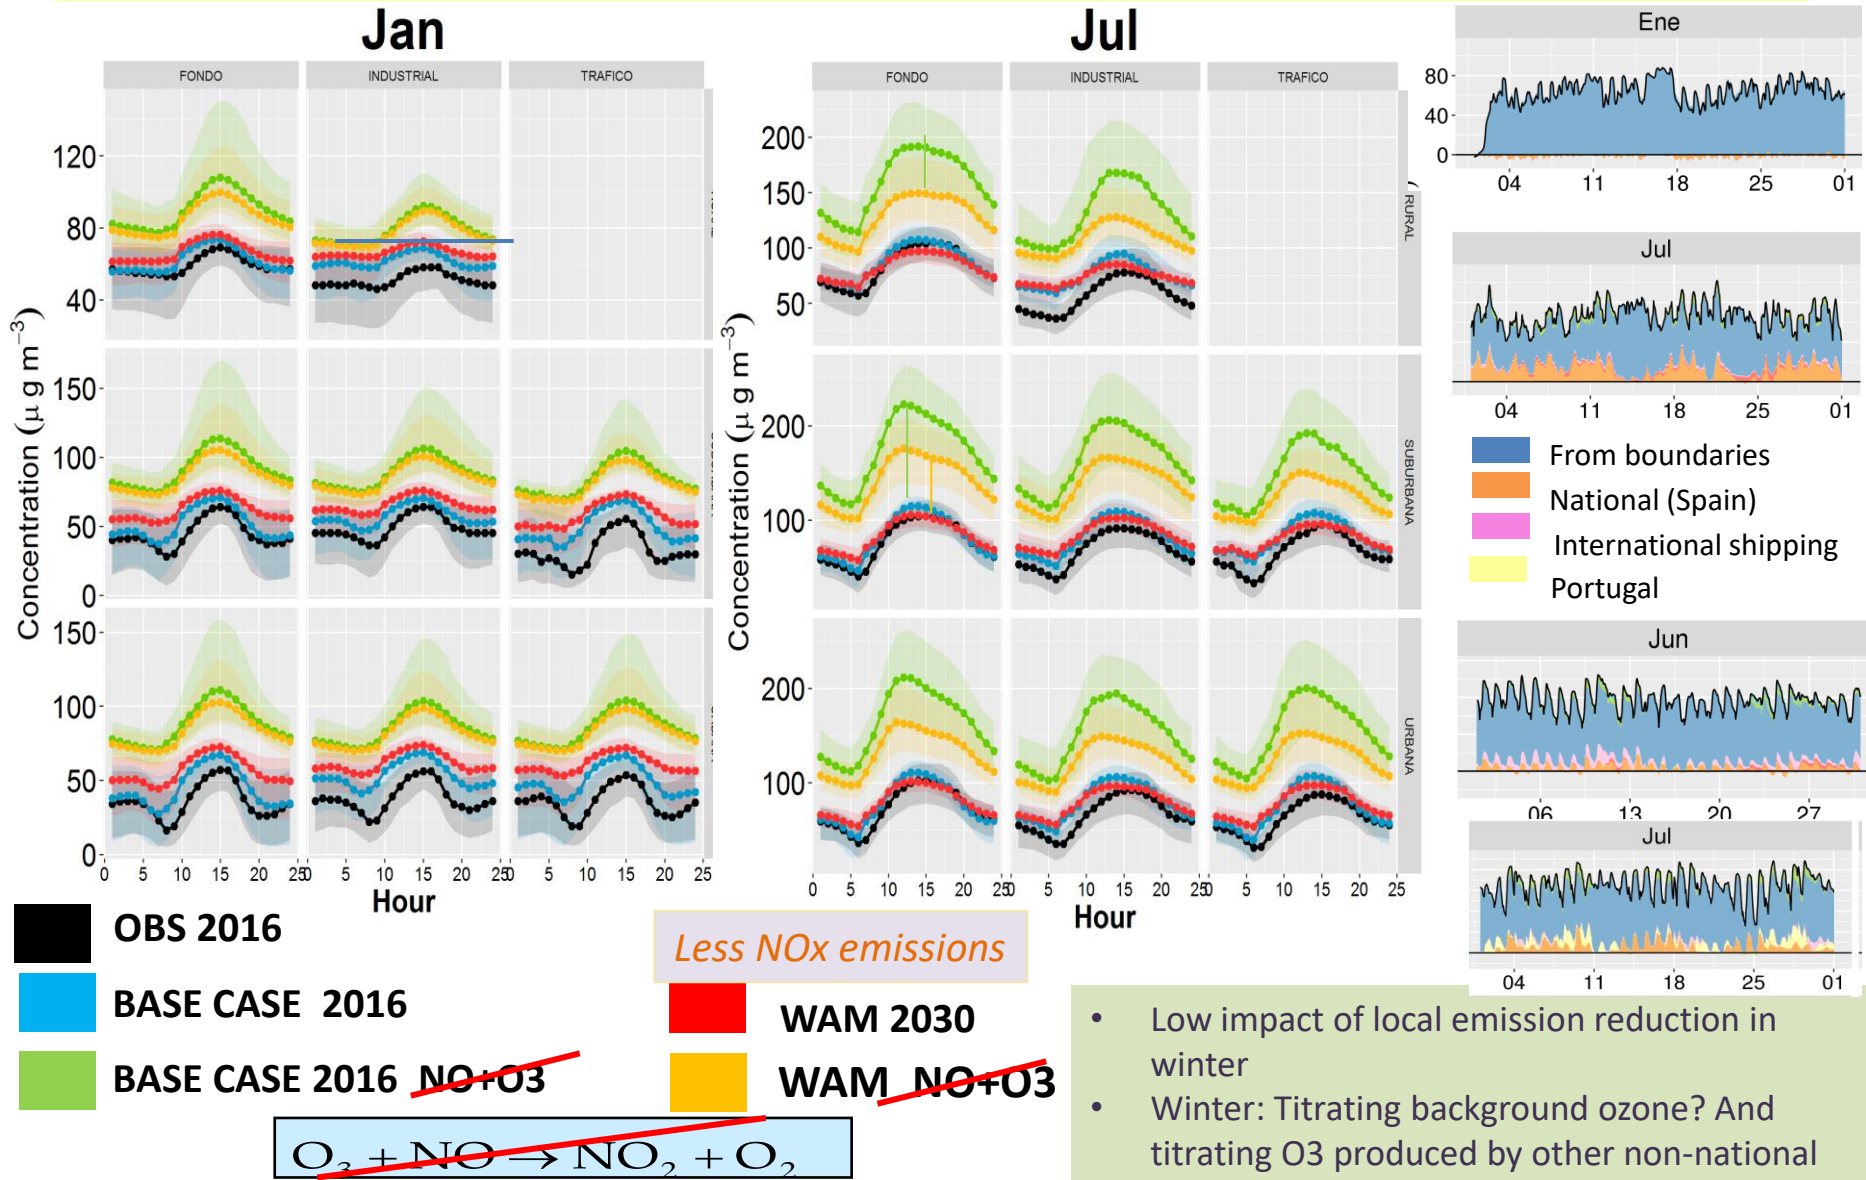 Jan
FONDO
INDUSTRIAL
TRAFICO
120
80
40
150
100
50
0
150
100
50
0
Concentration (μ g m−3)
0 5 10 15 20 25
0 5 10 15 20 25
0 5 10 15 20 25
Hour
Jul
FONDO
INDUSTRIAL
TRAFICO
200
150
100
50
200
100
200
100
RURAL
SUBURBANA
URBANA
Concentration (μ g m−3)
0 5 10 15 20 25
0 5 10 15 20 25
0 5 10 15 20 25
Hour
Ene
80
40
0
04 11 18 25 01
Jul
04 11 18 25 01
From boundaries
National (Spain)
International shipping
Portugal
Jun
06 13 20 27
Jul
04 11 18 25 01
OBS 2016
BASE CASE 2016
BASE CASE 2016 NO+O3
Less NOx emissions
WAM 2030
WAM NO+O3
O3 + NO → NO2 + O2
• Low impact of local emission reduction in
winter
• Winter: Titrating background ozone? And
titrating O3 produced by other non-national